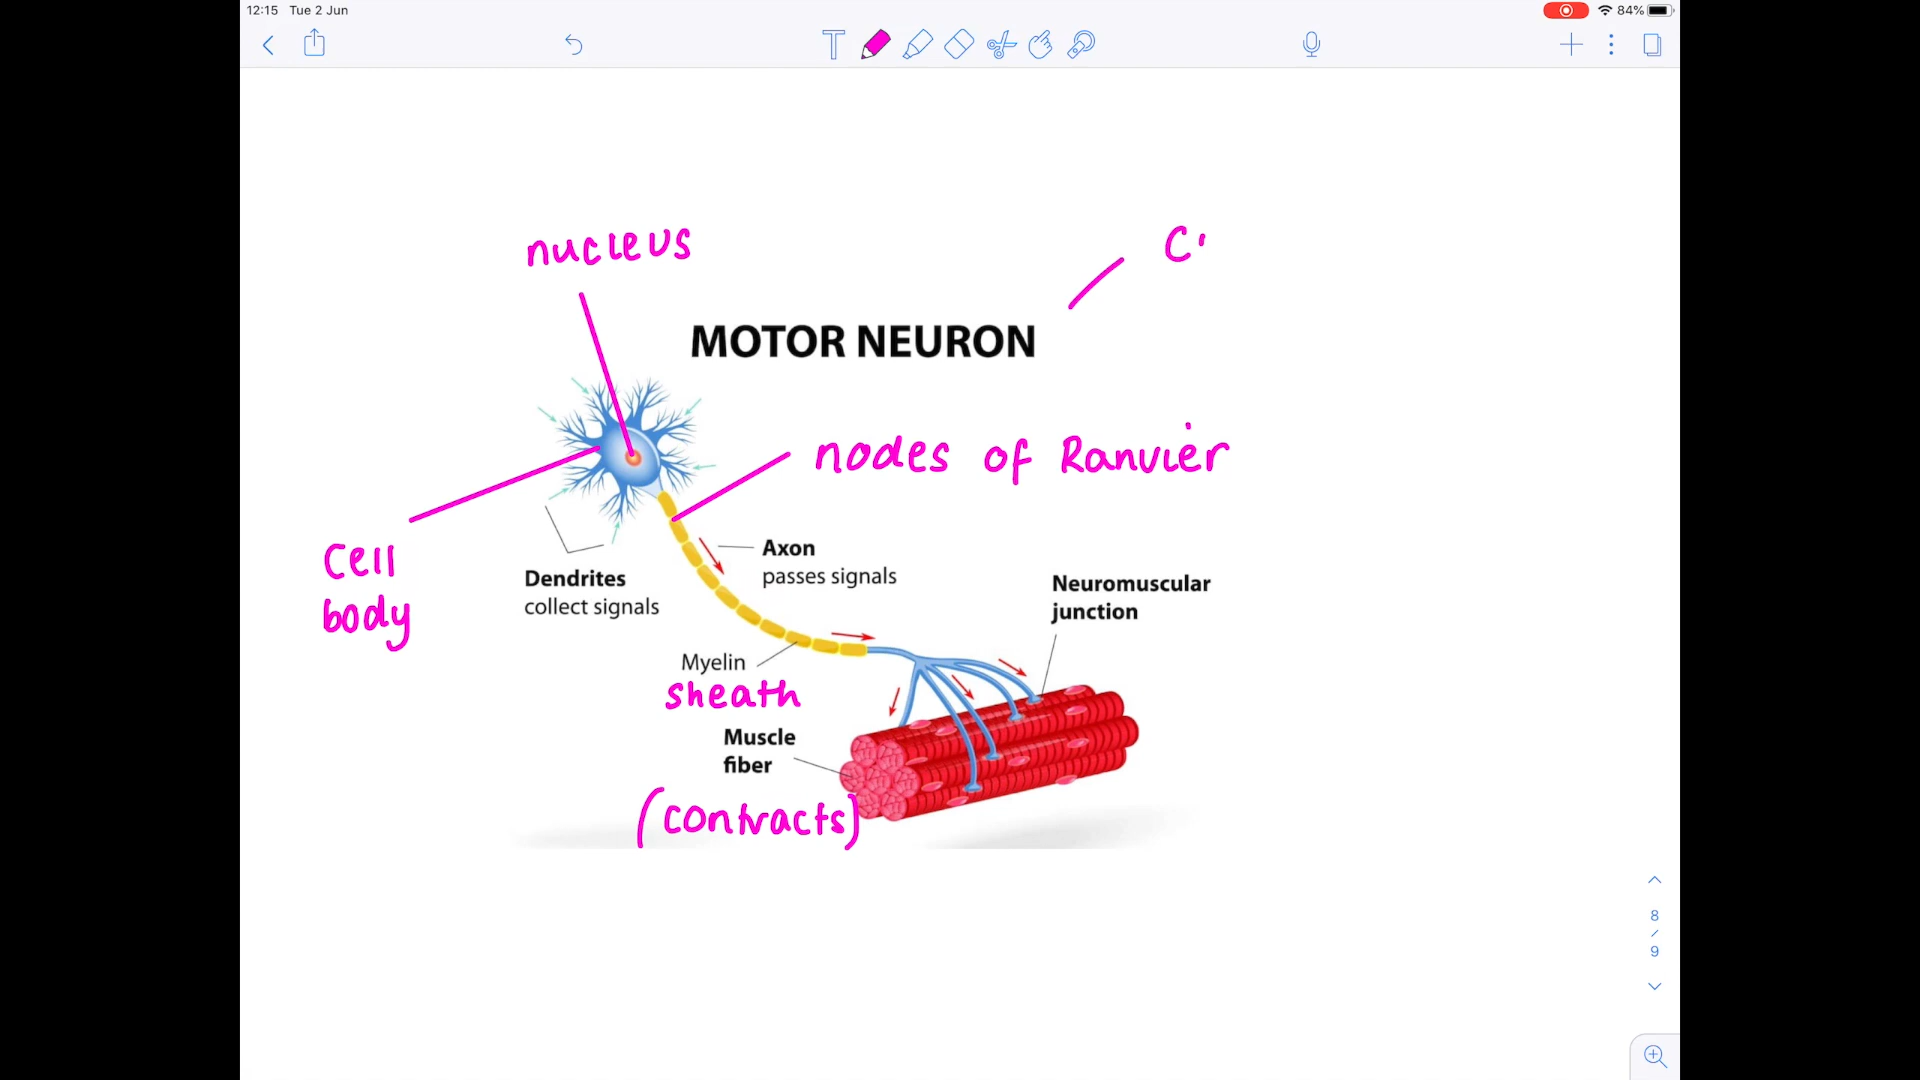 12:15 Tue 2 Jun
84%
T
nucleus
C
MOTOR NEURON
nodes of Ranvier
Cell
body
Axon
passes signals
Dendrites
collect signals
Neuromuscular
junction
Myelin
sheath
Muscle
fiber
(contracts)
8
/
9